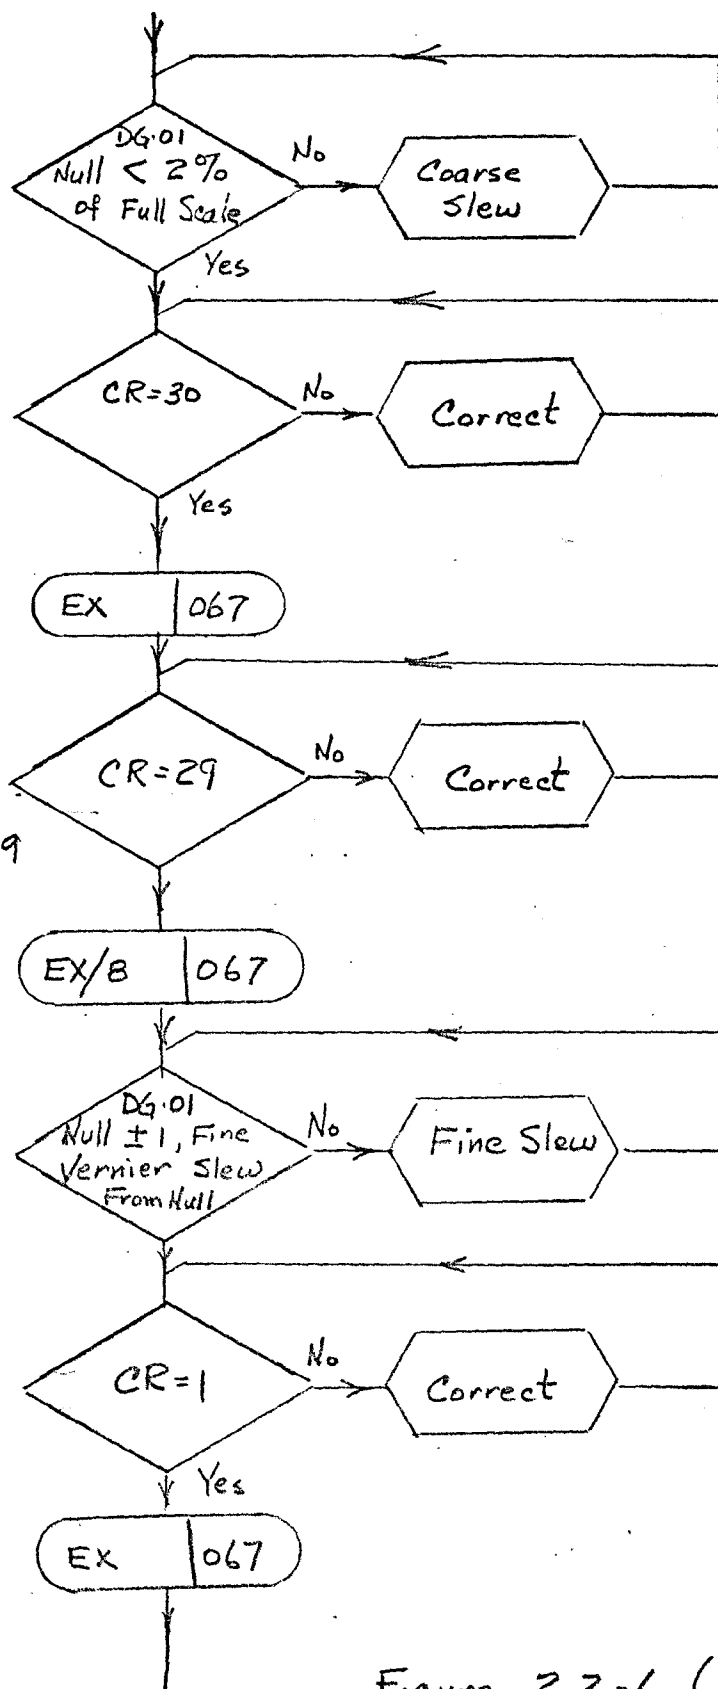 DG.01
Null < 2%
of Full Scale
No
Coarse
Slew
Yes
CR=30
No
Correct
Yes
EX 067
CR=29
No
Correct
9
EX/8 067
DG.01
Null ±1, Fine
Vernier Slew
From Null
No
Fine Slew
CR=1
No
Correct
Yes
EX 067
Figure